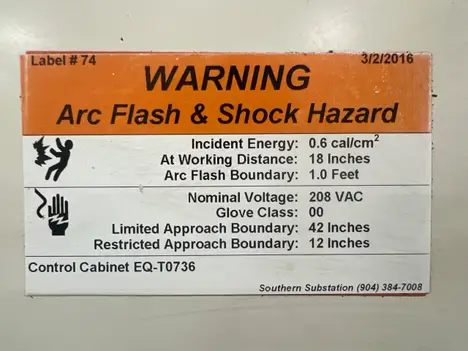 Label # 74 3/2/2016
WARNING
Arc Flash & Shock Hazard
Incident Energy: 0.6 cal/cm²
At Working Distance: 18 Inches
Arc Flash Boundary: 1.0 Feet
Nominal Voltage: 208 VAC
Glove Class: 00
Limited Approach Boundary: 42 Inches
Restricted Approach Boundary: 12 Inches
Control Cabinet EQ-T0736
Southern Substation (904) 384-7008